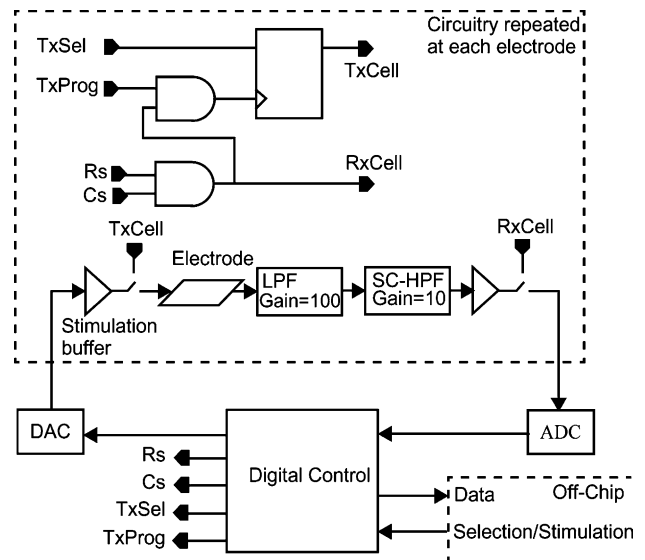 Circuitry repeated
at each electrode
TxSel
TxCell
TxProg
RxCell
Rs
Cs
TxCell
RxCell
Electrode
LPF
Gain=100
SC-HPF
Gain=10
Stimulation
buffer
DAC
Digital Control
ADC
Rs
Cs
TxSel
TxProg
Data
Off-Chip
Selection/Stimulation